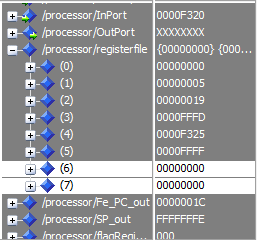 /processor/InPort 0000F320
/processor/OutPort XXXXXXXX
/processor/registerfile {00000000} {000...
(0) 00000000
(1) 00000005
(2) 00000019
(3) 0000FFFD
(4) 0000F325
(5) 0000FFFF
(6) 00000000
(7) 00000000
/processor/Fe_PC_out 0000001C
/processor/SP_out FFFFFFFE
/processor/flagRegi... 000